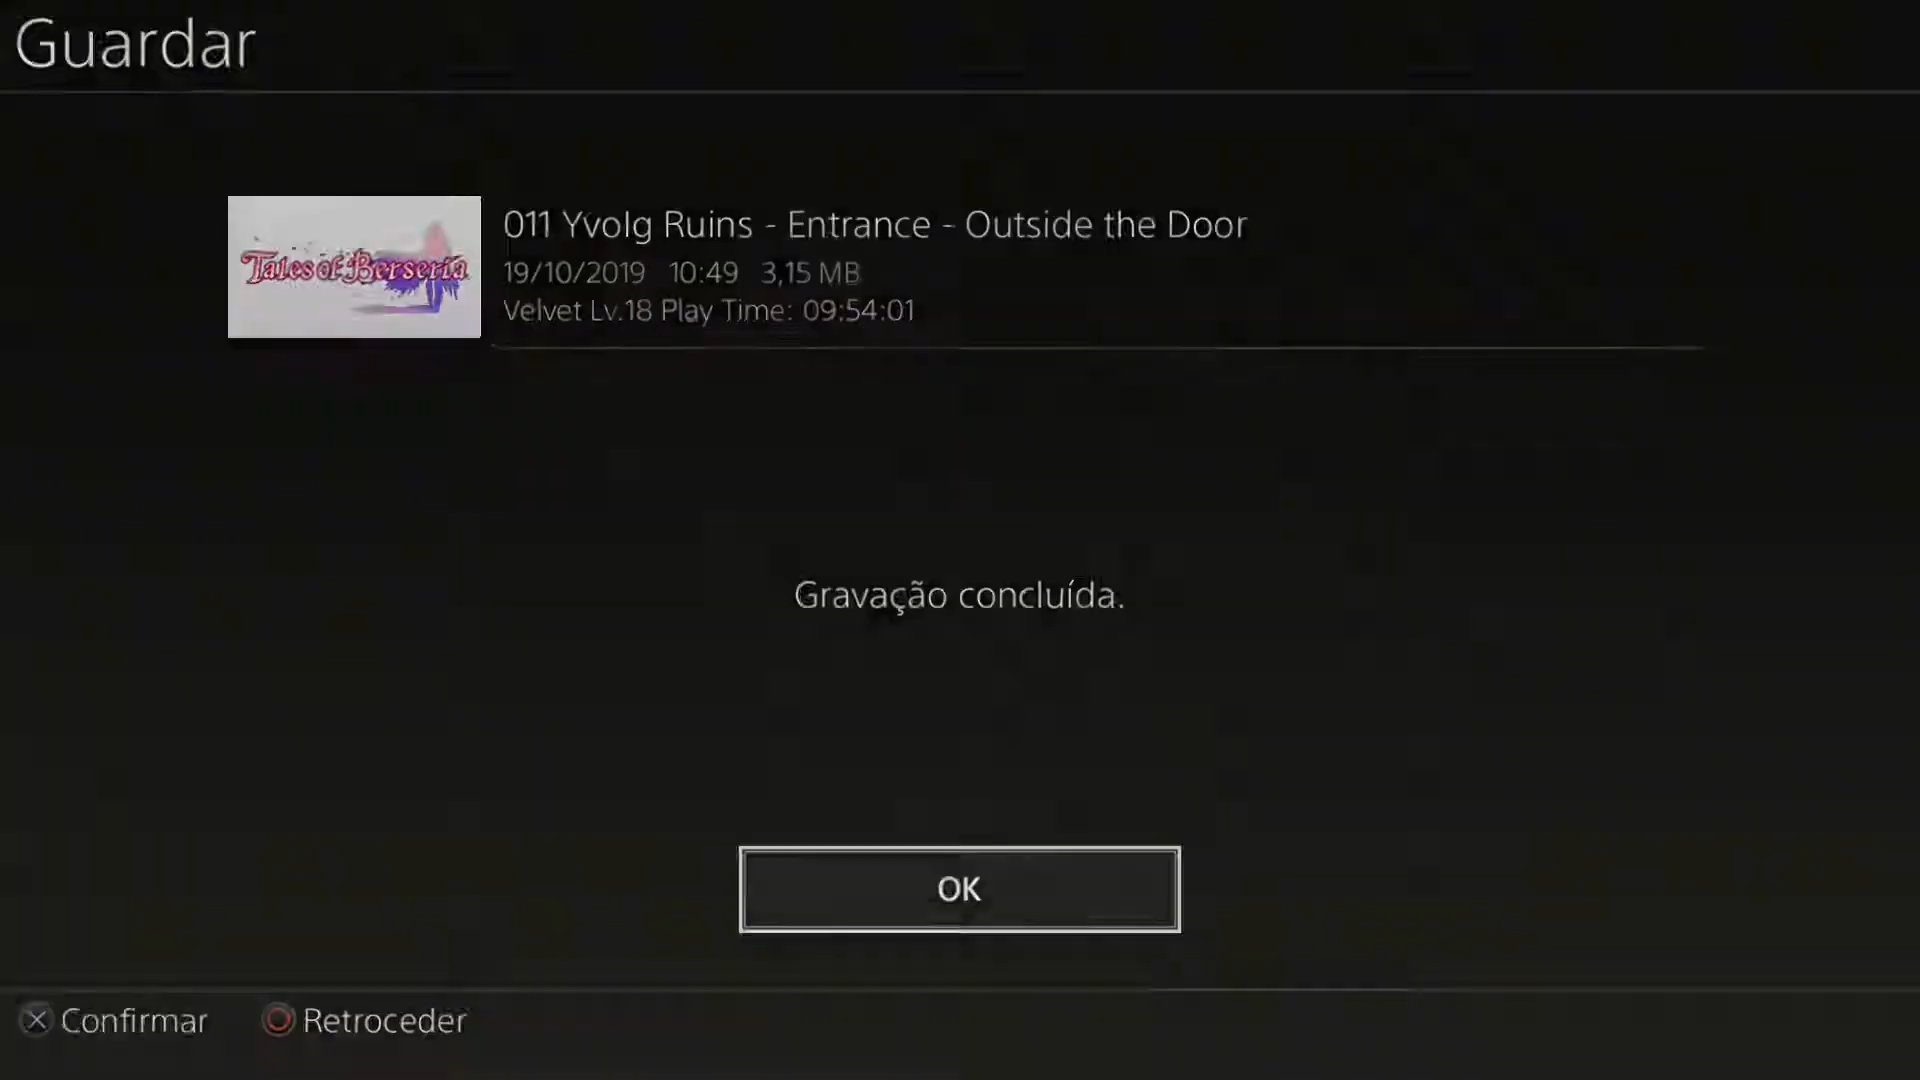 Guardar
Tales of Berseria
011 Yvolg Ruins - Entrance - Outside the Door
19/10/2019 10:49 3,15 MB
Velvet Lv.18 Play Time: 09:54:01
Gravação concluída.
OK
Confirmar Retroceder